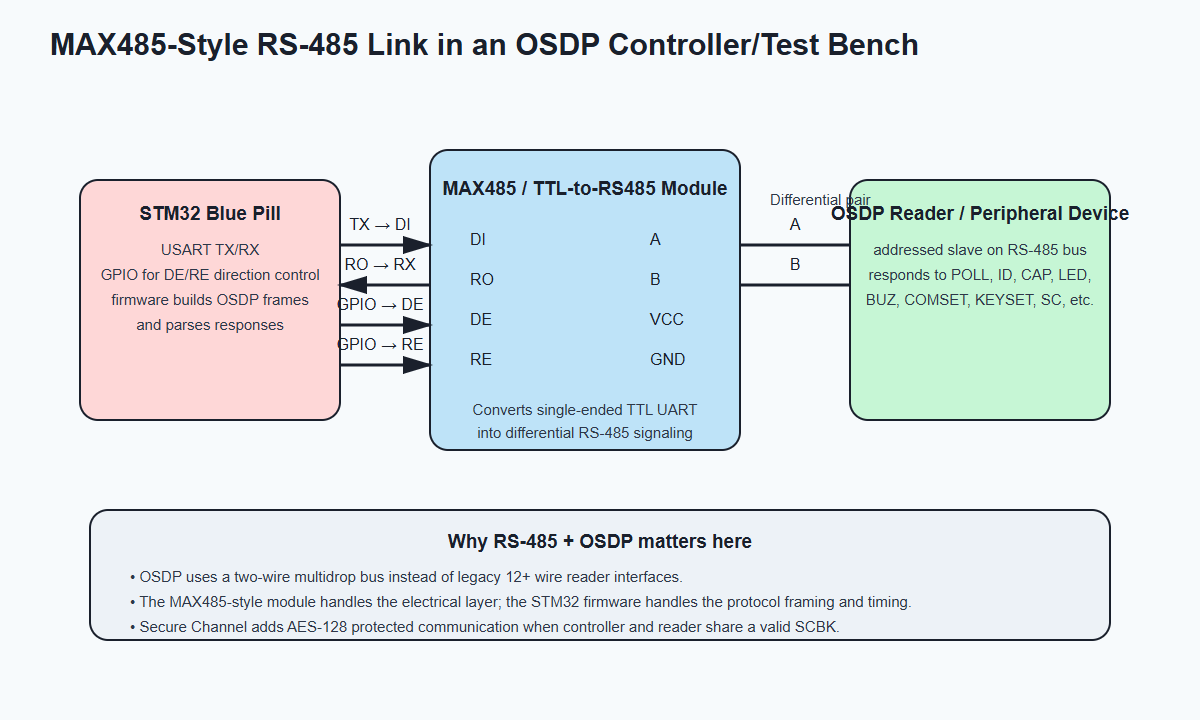 MAX485-Style RS-485 Link in an OSDP Controller/Test Bench
STM32 Blue Pill
USART TX/RX
GPIO for DE/RE direction control
firmware builds OSDP frames
and parses responses
TX → DI
RO → RX
GPIO → DE
GPIO → RE
MAX485 / TTL-to-RS485 Module
DI
A
RO
B
DE
VCC
RE
GND
Converts single-ended TTL UART
into differential RS-485 signaling
Differential pair
A
B
OSDP Reader / Peripheral Device
addressed slave on RS-485 bus
responds to POLL, ID, CAP, LED,
BUZ, COMSET, KEYSET, SC, etc.
Why RS-485 + OSDP matters here
• OSDP uses a two-wire multidrop bus instead of legacy 12+ wire reader interfaces.
• The MAX485-style module handles the electrical layer; the STM32 firmware handles the protocol framing and timing.
• Secure Channel adds AES-128 protected communication when controller and reader share a valid SCBK.